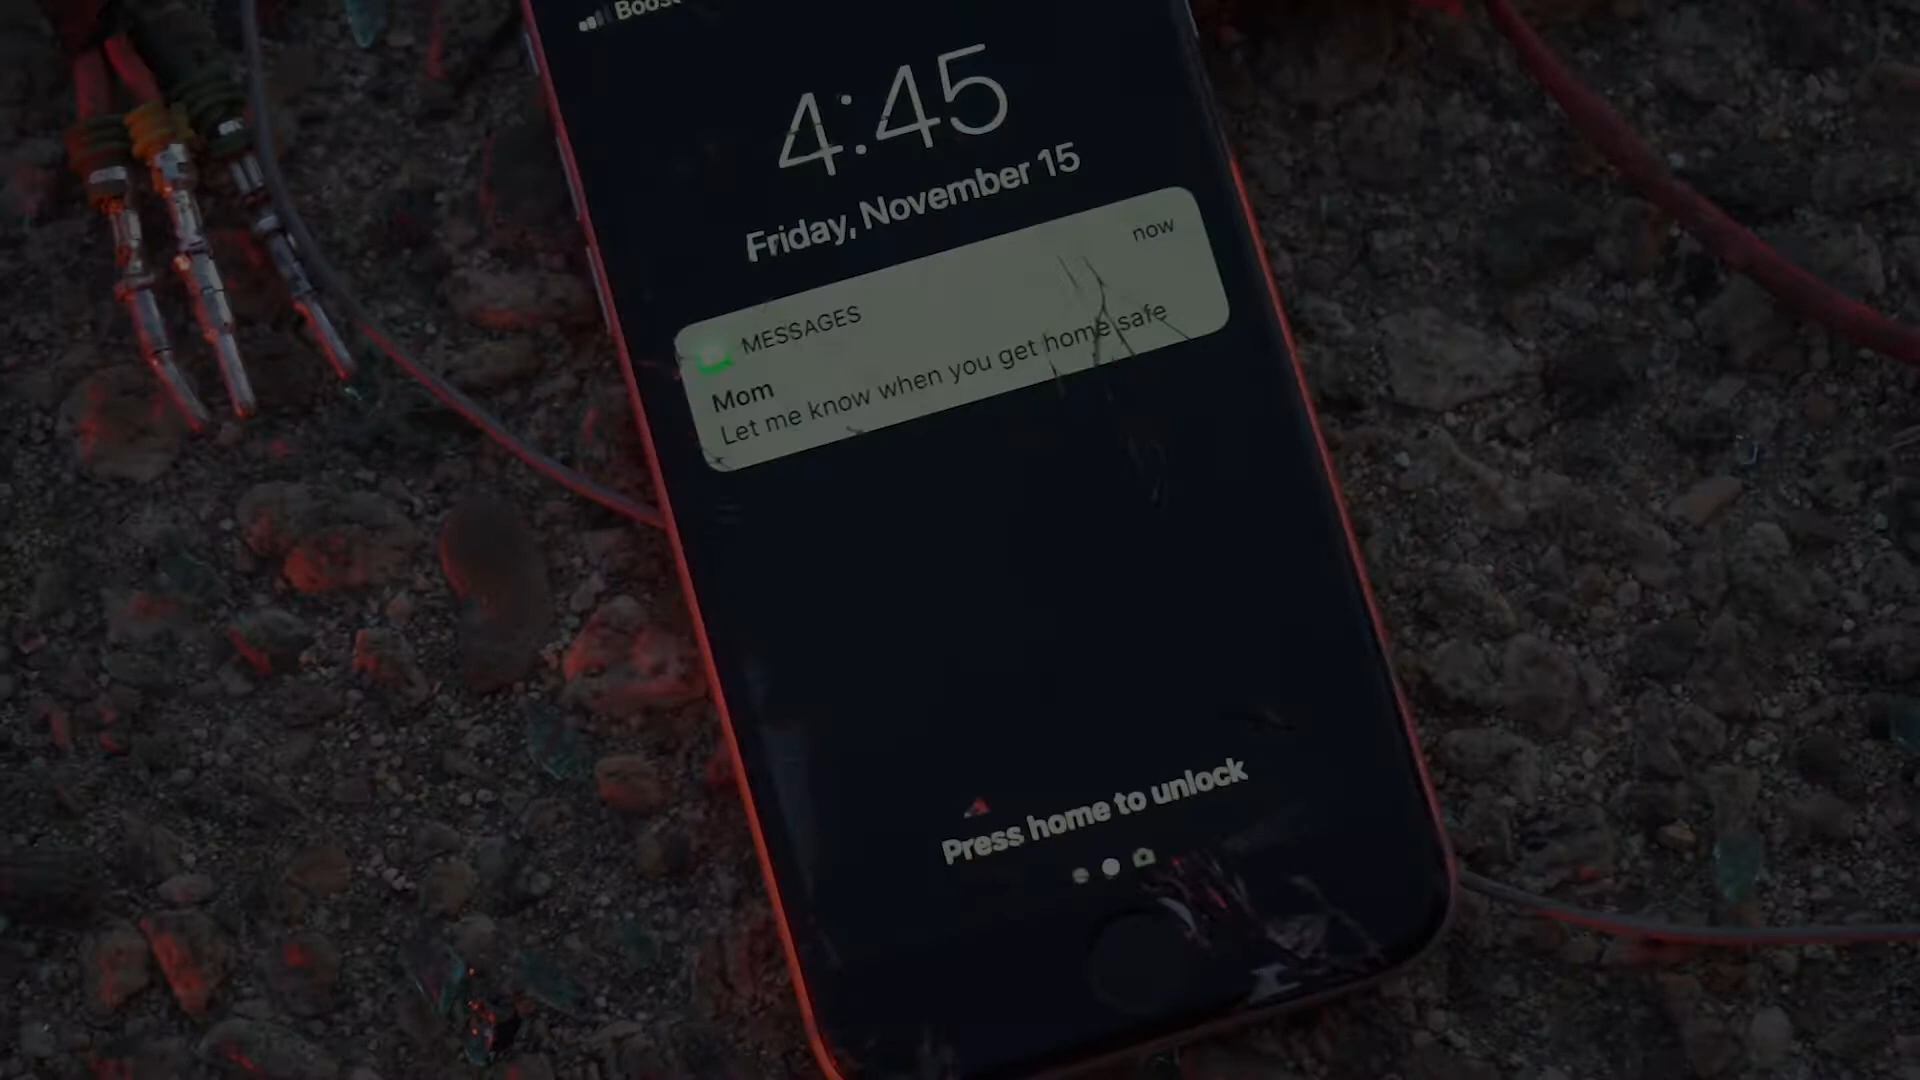 4:45
Friday, November 15
MESSAGES
now
Mom
Let me know when you get home safe
Press home to unlock